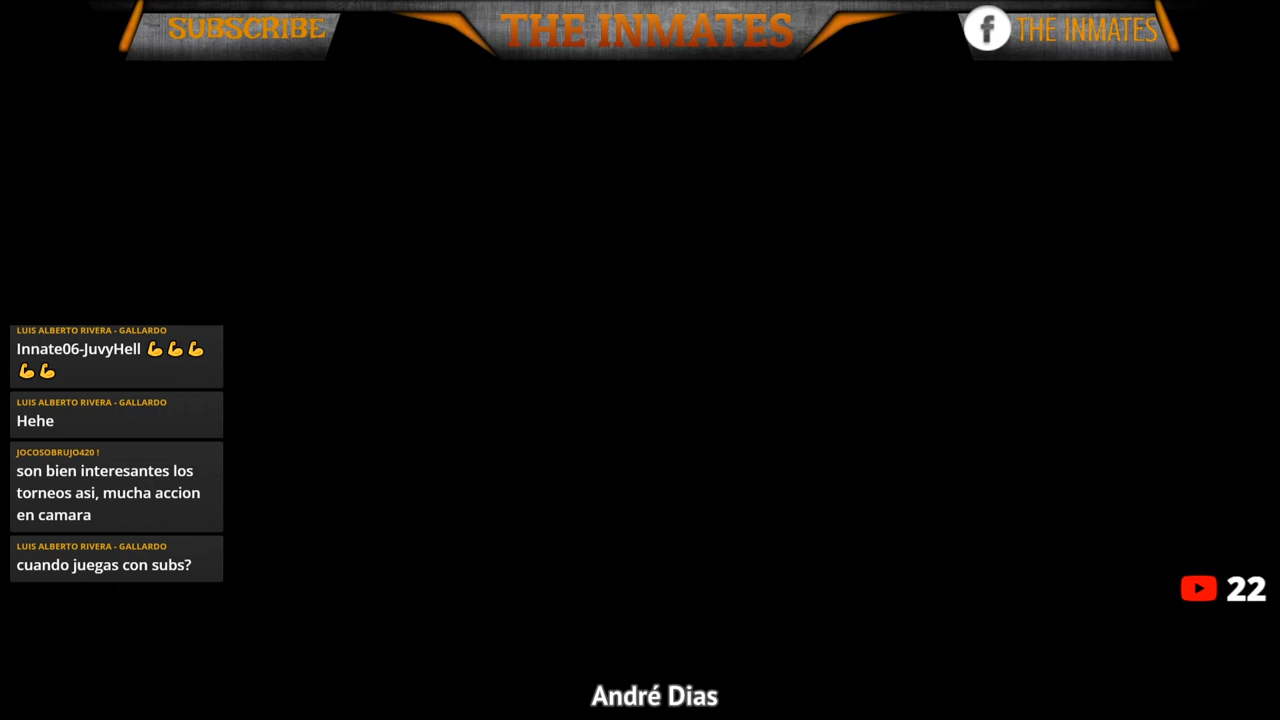 SUBSCRIBE
THE INMATES
THE INMATES
LUIS ALBERTO RIVERA - GALLARDO
Innate06-JuvyHell 💪💪💪
💪💪
LUIS ALBERTO RIVERA - GALLARDO
Hehe
JOCOSOBRUJO420 !
son bien interesantes los
torneos asi, mucha accion
en camara
LUIS ALBERTO RIVERA - GALLARDO
cuando juegas con subs?
22
André Dias